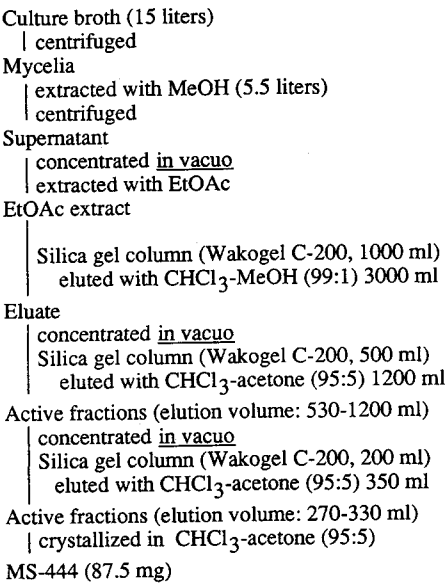 Culture broth (15 liters)
centrifuged
Mycelia
extracted with MeOH (5.5 liters)
centrifuged
Supernatant
concentrated in vacuo
extracted with EtOAc
EtOAc extract
Silica gel column (Wakogel C-200, 1000 ml)
eluted with CHCl3-MeOH (99:1) 3000 ml
Eluate
concentrated in vacuo
Silica gel column (Wakogel C-200, 500 ml)
eluted with CHCl3-acetone (95:5) 1200 ml
Active fractions (elution volume: 530-1200 ml)
concentrated in vacuo
Silica gel column (Wakogel C-200, 200 ml)
eluted with CHCl3-acetone (95:5) 350 ml
Active fractions (elution volume: 270-330 ml)
crystallized in CHCl3-acetone (95:5)
MS-444 (87.5 mg)